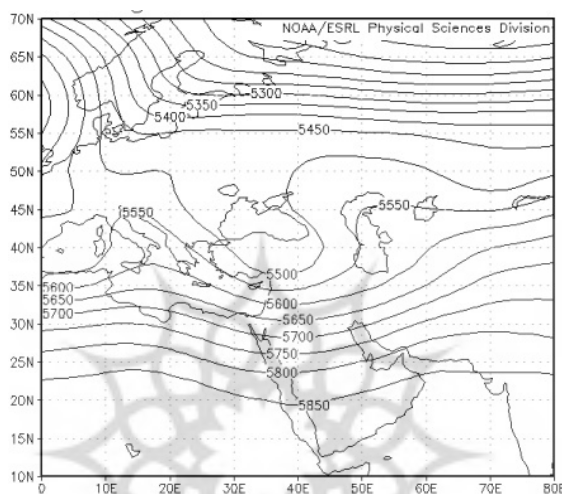 NOAA/ESRL Physical Sciences Division
70N
65N
60N
55N
50N
45N
40N
35N
30N
25N
20N
15N
10N
5300
5350
5400
5450
5550
5550
5500
5600
5600
5650
5650
5700
5700
5750
5800
5850
0
10E
20E
30E
40E
50E
60E
70E
80E